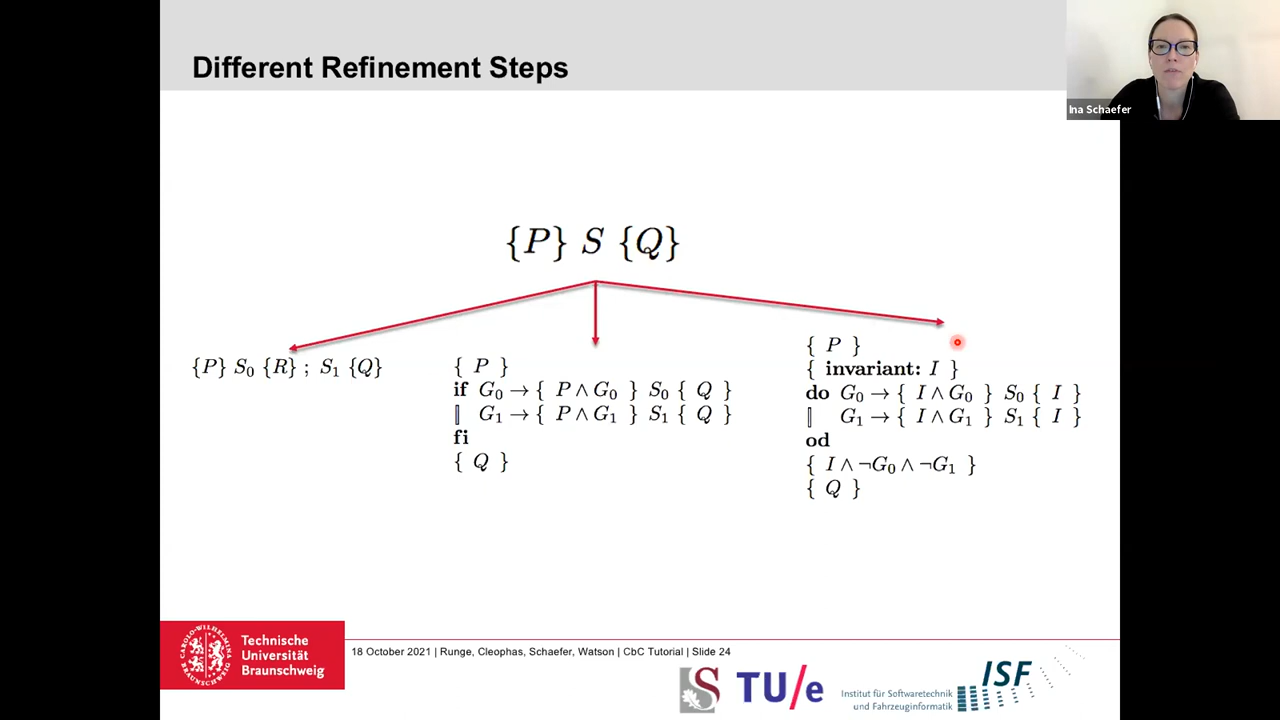 Different Refinement Steps
Ina Schaefer
{P} S {Q}
{P} S₀ {R} ; S₁ {Q}
{ P }
if G₀ → { P ∧ G₀ } S₀ { Q }
‖ G₁ → { P ∧ G₁ } S₁ { Q }
fi
{ Q }
{ P }
{ invariant: I }
do G₀ → { I ∧ G₀ } S₀ { I }
‖ G₁ → { I ∧ G₁ } S₁ { I }
od
{ I ∧ ¬G₀ ∧ ¬G₁ }
{ Q }
Technische
Universität
Braunschweig
18 October 2021 | Runge, Cleophas, Schaefer, Watson | CbC Tutorial | Slide 24
S
TU/e
Institut für Softwaretechnik
und Fahrzeuginformatik
ISF